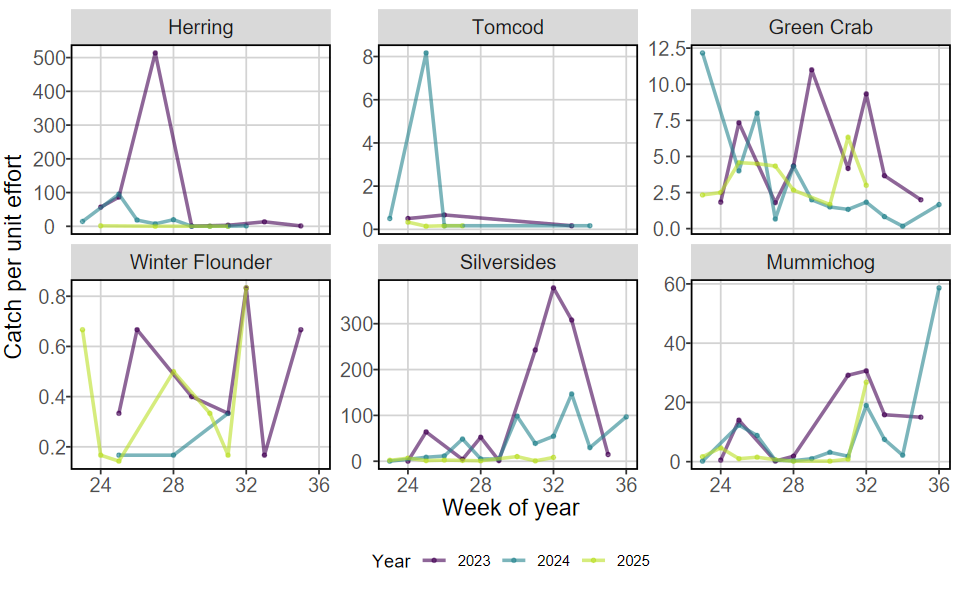 Herring Tomcod Green Crab
500 400 300 200 100 0
8 6 4 2 0
12.5 10.0 7.5 5.0 2.5 0.0
Catch per unit effort
Winter Flounder Silversides Mummichog
0.8 0.6 0.4 0.2
300 200 100 0
60 40 20 0
24 28 32 36 24 28 32 36 24 28 32 36
Week of year
Year 2023 2024 2025